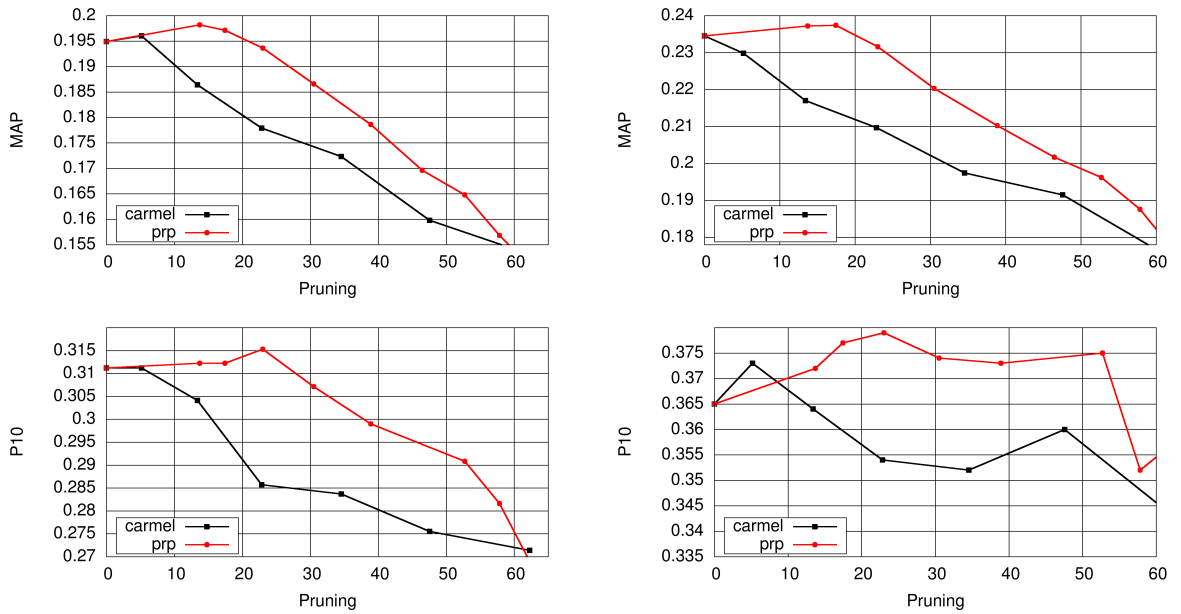 0.2
0.195
0.19
0.185
0.18
0.175
0.17
0.165
0.16
0.155
MAP
carmel
prp
0 10 20 30 40 50 60
Pruning
0.24
0.23
0.22
0.21
0.2
0.19
0.18
MAP
carmel
prp
0 10 20 30 40 50 60
Pruning
0.315
0.31
0.305
0.3
0.295
0.29
0.285
0.28
0.275
0.27
P10
carmel
prp
0 10 20 30 40 50 60
Pruning
0.375
0.37
0.365
0.36
0.355
0.35
0.345
0.34
0.335
P10
carmel
prp
0 10 20 30 40 50 60
Pruning